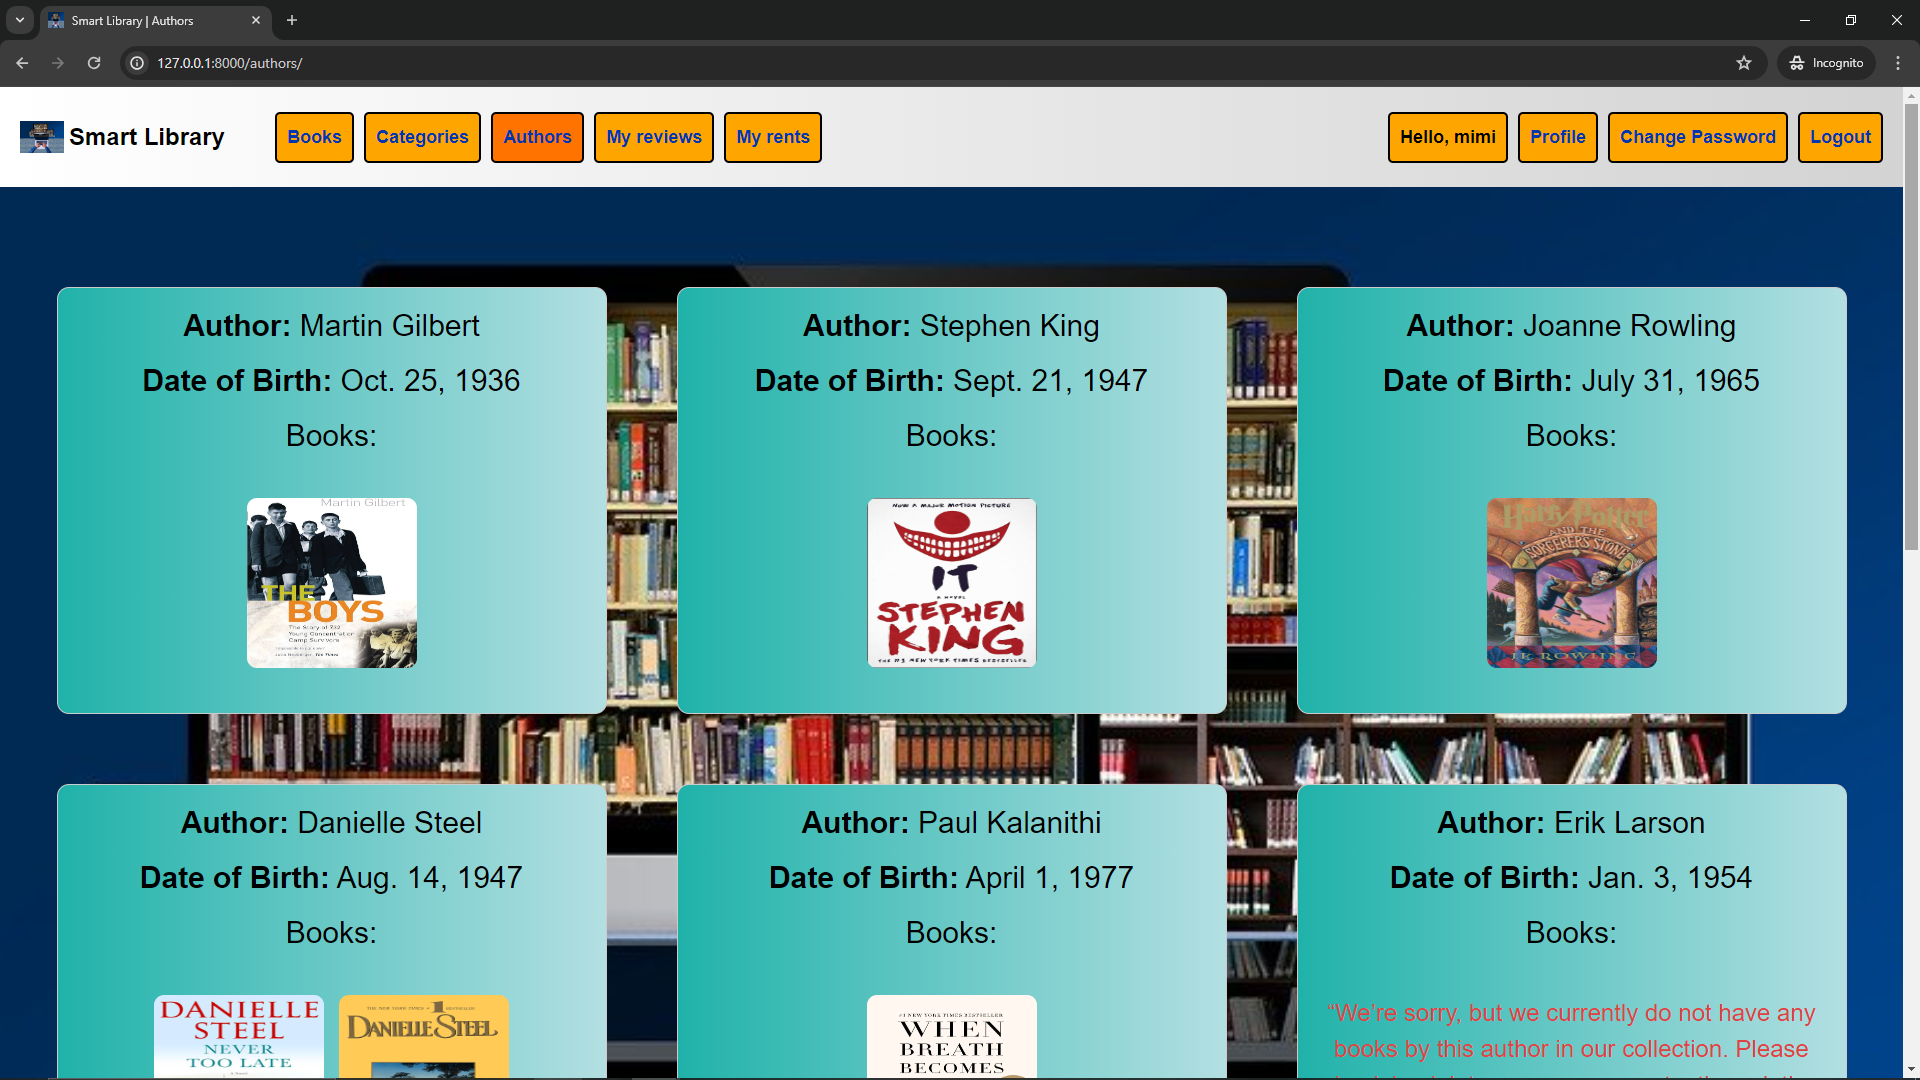 Smart Library | Authors
127.0.0.1:8000/authors/
Incognito
Smart Library
Books
Categories
Authors
My reviews
My rents
Hello, mimi
Profile
Change Password
Logout
Author: Martin Gilbert
Date of Birth: Oct. 25, 1936
Books:
Martin Gilbert
THE
BOYS
The Story of 732
Young Concentration
Camp Survivors
Author: Stephen King
Date of Birth: Sept. 21, 1947
Books:
NOW A MAJOR MOTION PICTURE
IT
A NOVEL
STEPHEN
KING
THE #1 NEW YORK TIMES BESTSELLER
Author: Joanne Rowling
Date of Birth: July 31, 1965
Books:
Harry Potter
AND THE
SORCERER'S STONE
J.K. ROWLING
Author: Danielle Steel
Date of Birth: Aug. 14, 1947
Books:
DANIELLE
STEEL
NEVER
TOO LATE
THE NEW YORK TIMES #1 BESTSELLER
DANIELLE STEEL
Author: Paul Kalanithi
Date of Birth: April 1, 1977
Books:
#1 NEW YORK TIMES BESTSELLER
WHEN
BREATH
BECOMES
Author: Erik Larson
Date of Birth: Jan. 3, 1954
Books:
“We're sorry, but we currently do not have any
books by this author in our collection. Please